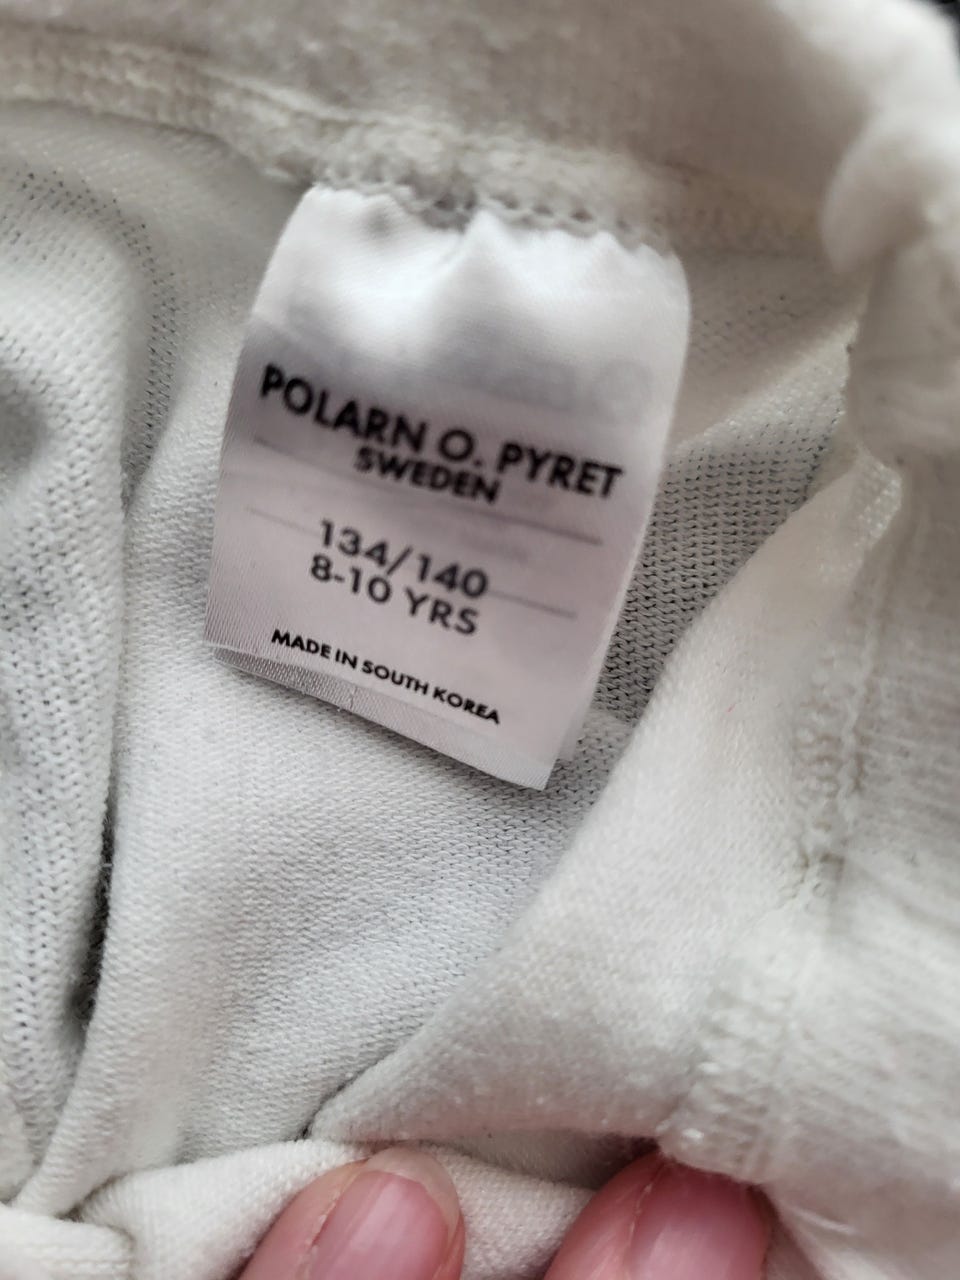 POLARN O. PYRET
SWEDEN
134/140
8-10 YRS
MADE IN SOUTH KOREA